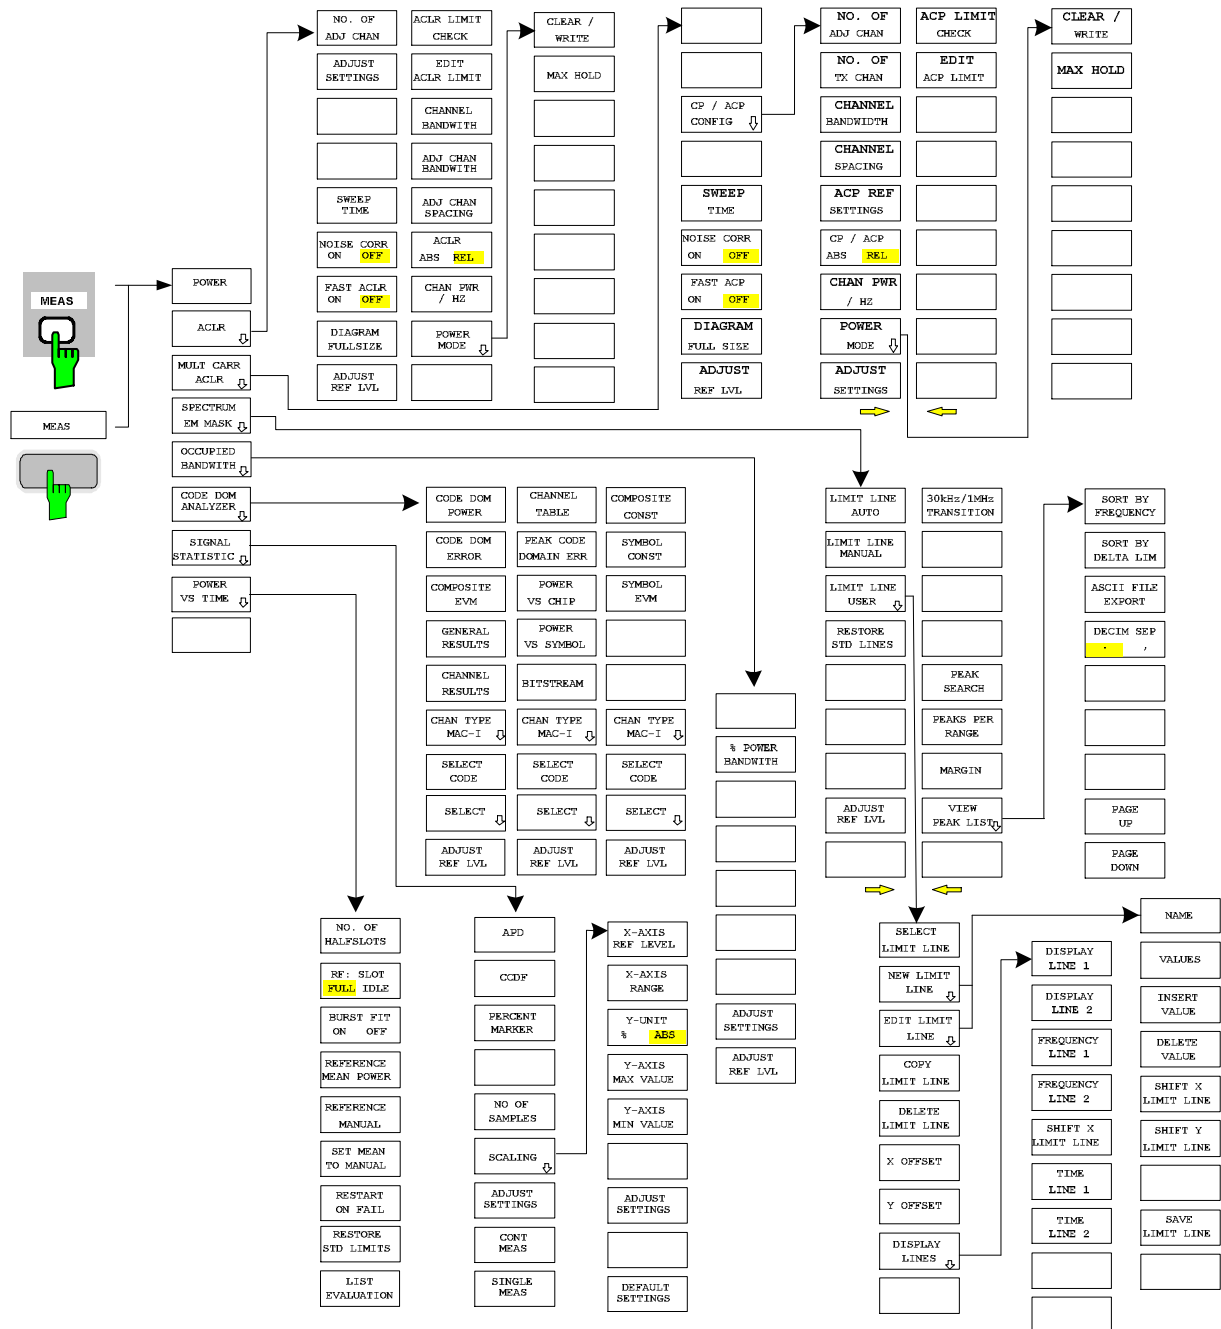 MEAS
MEAS
POWER
ACLR
MULT CARR
ACLR
SPECTRUM
EM MASK
OCCUPIED
BANDWITH
CODE DOM
ANALYZER
SIGNAL
STATISTIC
POWER
VS TIME
NO. OF
ADJ CHAN
ADJUST
SETTINGS
SWEEP
TIME
NOISE CORR
ON OFF
FAST ACLR
ON OFF
DIAGRAM
FULLSIZE
ADJUST
REF LVL
ACLR LIMIT
CHECK
EDIT
ACLR LIMIT
CHANNEL
BANDWITH
ADJ CHAN
BANDWITH
ADJ CHAN
SPACING
ACLR
ABS REL
CHAN PWR
/ HZ
POWER
MODE
CLEAR /
WRITE
MAX HOLD
CP / ACP
CONFIG
SWEEP
TIME
NOISE CORR
ON OFF
FAST ACP
ON OFF
DIAGRAM
FULL SIZE
ADJUST
REF LVL
NO. OF
ADJ CHAN
NO. OF
TX CHAN
CHANNEL
BANDWIDTH
CHANNEL
SPACING
ACP REF
SETTINGS
CP / ACP
ABS REL
CHAN PWR
/ HZ
POWER
MODE
ADJUST
SETTINGS
ACP LIMIT
CHECK
EDIT
ACP LIMIT
CLEAR /
WRITE
MAX HOLD
CODE DOM
POWER
CODE DOM
ERROR
COMPOSITE
EVM
GENERAL
RESULTS
CHANNEL
RESULTS
CHAN TYPE
MAC-I
SELECT
CODE
SELECT
ADJUST
REF LVL
CHANNEL
TABLE
PEAK CODE
DOMAIN ERR
POWER
VS CHIP
POWER
VS SYMBOL
BITSTREAM
CHAN TYPE
MAC-I
SELECT
CODE
SELECT
ADJUST
REF LVL
COMPOSITE
CONST
SYMBOL
CONST
SYMBOL
EVM
CHAN TYPE
MAC-I
SELECT
CODE
SELECT
ADJUST
REF LVL
% POWER
BANDWITH
ADJUST
SETTINGS
ADJUST
REF LVL
LIMIT LINE
AUTO
LIMIT LINE
MANUAL
LIMIT LINE
USER
RESTORE
STD LINES
ADJUST
REF LVL
30kHz/1MHz
TRANSITION
PEAK
SEARCH
PEAKS PER
RANGE
MARGIN
VIEW
PEAK LIST
SORT BY
FREQUENCY
SORT BY
DELTA LIM
ASCII FILE
EXPORT
DECIM SEP
. ,
PAGE
UP
PAGE
DOWN
NO. OF
HALFSLOTS
RF: SLOT
FULL IDLE
BURST FIT
ON OFF
REFERENCE
MEAN POWER
REFERENCE
MANUAL
SET MEAN
TO MANUAL
RESTART
ON FAIL
RESTORE
STD LIMITS
LIST
EVALUATION
APD
CCDF
PERCENT
MARKER
NO OF
SAMPLES
SCALING
ADJUST
SETTINGS
CONT
MEAS
SINGLE
MEAS
X-AXIS
REF LEVEL
X-AXIS
RANGE
Y-UNIT
% ABS
Y-AXIS
MAX VALUE
Y-AXIS
MIN VALUE
ADJUST
SETTINGS
DEFAULT
SETTINGS
SELECT
LIMIT LINE
NEW LIMIT
LINE
EDIT LIMIT
LINE
COPY
LIMIT LINE
DELETE
LIMIT LINE
X OFFSET
Y OFFSET
DISPLAY
LINES
DISPLAY
LINE 1
DISPLAY
LINE 2
FREQUENCY
LINE 1
FREQUENCY
LINE 2
SHIFT X
LIMIT LINE
TIME
LINE 1
TIME
LINE 2
NAME
VALUES
INSERT
VALUE
DELETE
VALUE
SHIFT X
LIMIT LINE
SHIFT Y
LIMIT LINE
SAVE
LIMIT LINE